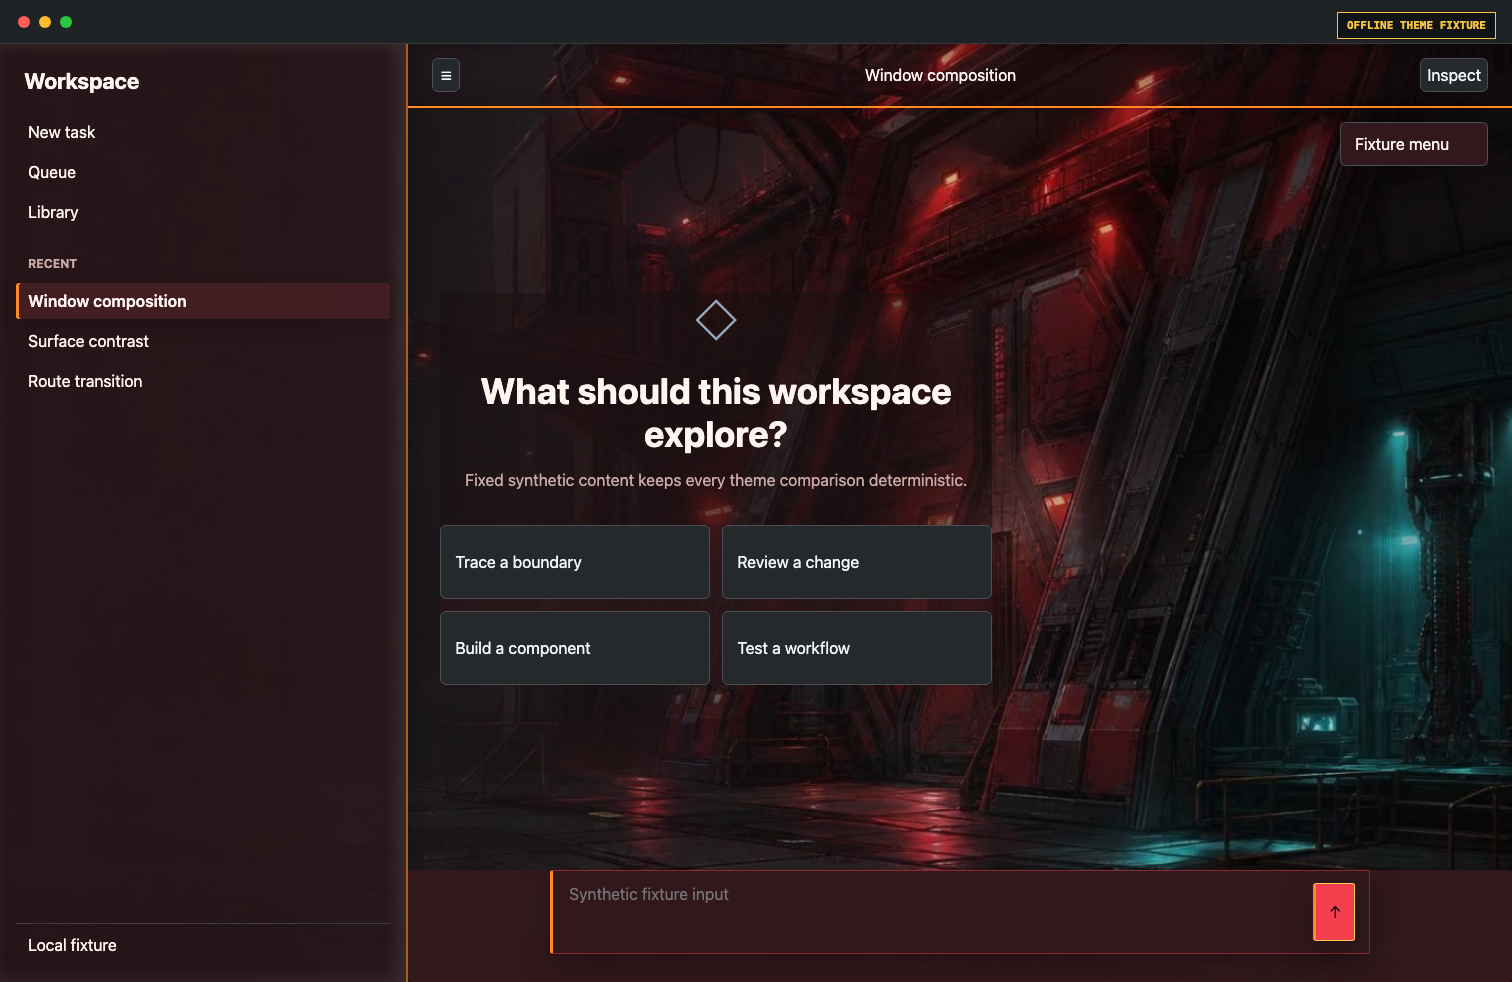 OFFLINE THEME FIXTURE
Workspace
New task
Queue
Library
RECENT
Window composition
Surface contrast
Route transition
Local fixture
Window composition
Inspect
Fixture menu
What should this workspace
explore?
Fixed synthetic content keeps every theme comparison deterministic.
Trace a boundary
Review a change
Build a component
Test a workflow
Synthetic fixture input